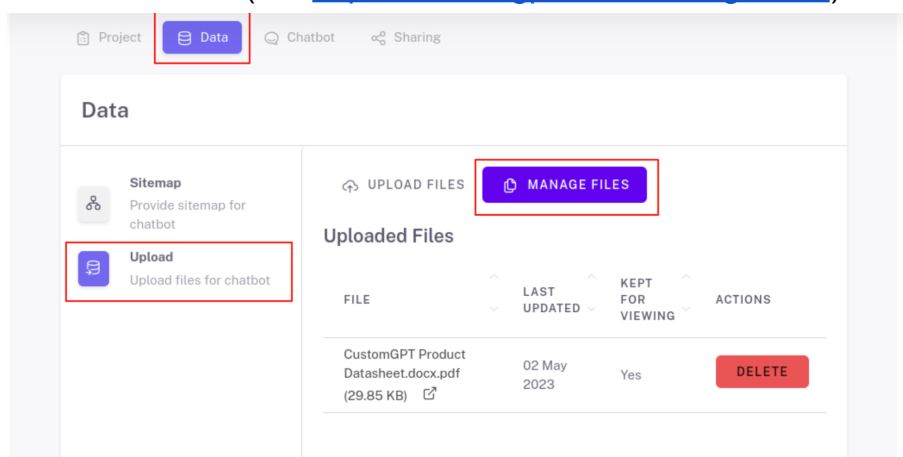 Project
Data
Chatbot
Sharing
Data
Sitemap
Provide sitemap for
chatbot
Upload
Upload files for chatbot
UPLOAD FILES
MANAGE FILES
Uploaded Files
FILE
LAST
UPDATED
KEPT
FOR
VIEWING
ACTIONS
CustomGPT Product
Datasheet.docx.pdf
(29.85 KB)
02 May
2023
Yes
DELETE